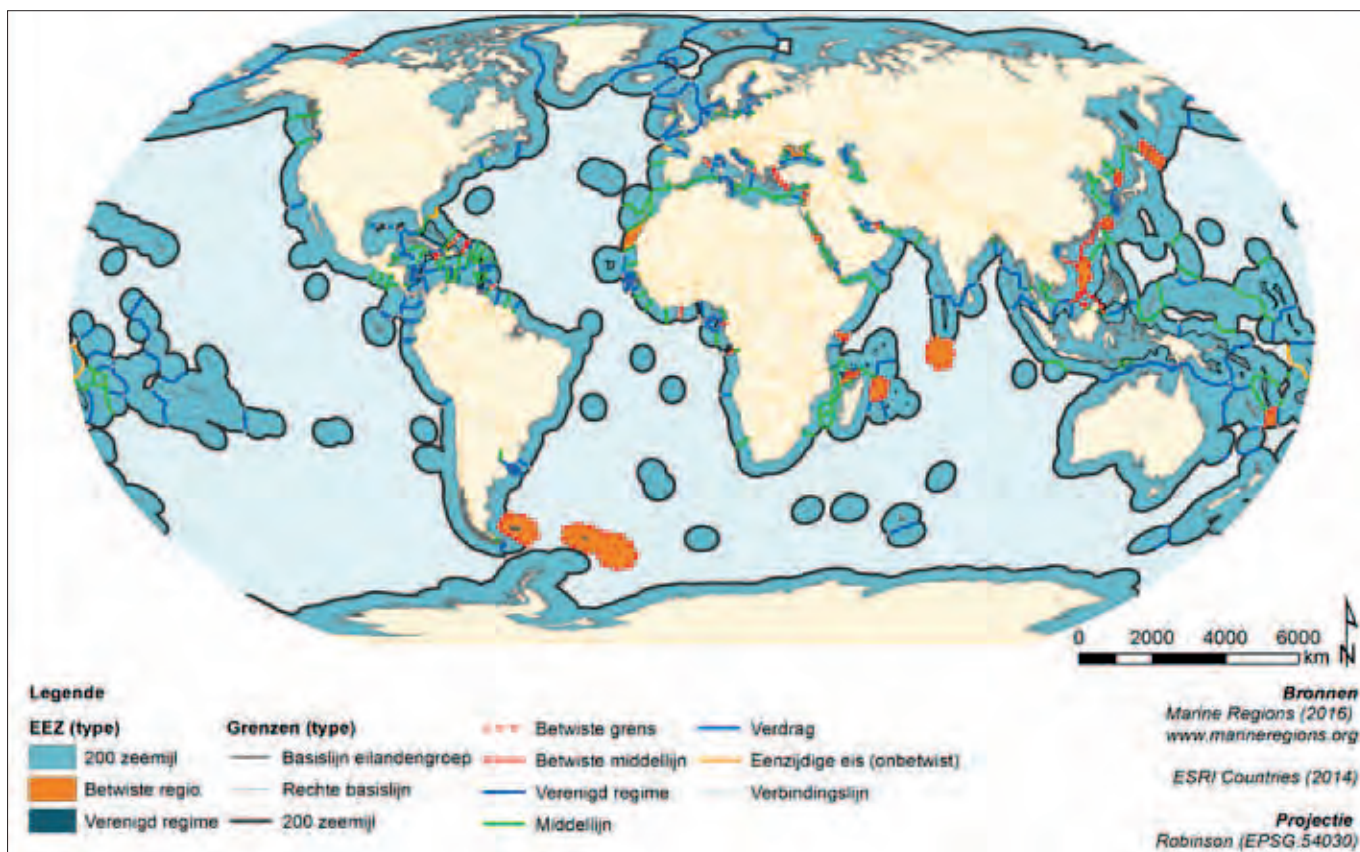 0 2000 4000 6000
km
N
Legende
EEZ (type)
200 zeemijl
Betwiste regio
Verenigd regime
Grenzen (type)
Basislijn eilandengroep
Rechte basislijn
200 zeemijl
Betwiste grens
Betwiste middellijn
Verenigd regime
Middellijn
Verdrag
Eenzijdige eis (onbetwist)
Verbindingslijn
Bronnen
Marine Regions (2016)
www.marineregions.org
ESRI Countries (2014)
Projectie
Robinson (EPSG:54030)